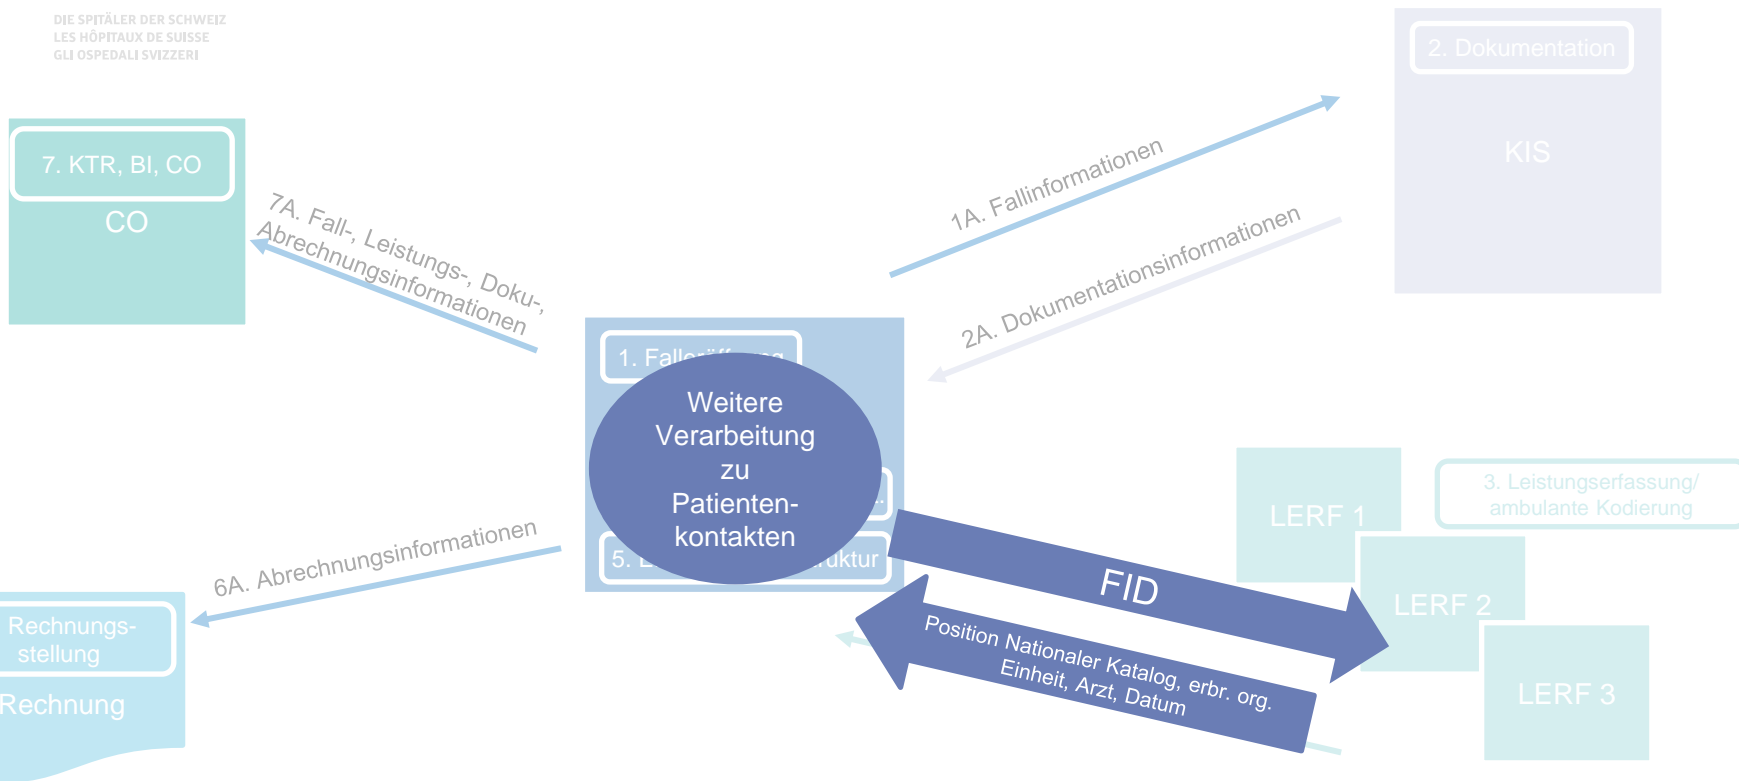 DIE SPITÄLER DER SCHWEIZ
LES HÔPITAUX DE SUISSE
GLI OSPEDALI SVIZZERI
2. Dokumentation
KIS
7. KTR, BI, CO
CO
7A. Fall-, Leistungs-, Doku-,
Abrechnungsinformationen
1A. Fallinformationen
2A. Dokumentationsinformationen
1.
Weitere
Verarbeitung
zu
Patienten-
kontakten
5.
6A. Abrechnungsinformationen
Rechnungs-
stellung
Rechnung
LERF 1
3. Leistungserfassung/
ambulante Kodierung
LERF 2
LERF 3
FID
Position Nationaler Katalog, erbr. org.
Einheit, Arzt, Datum